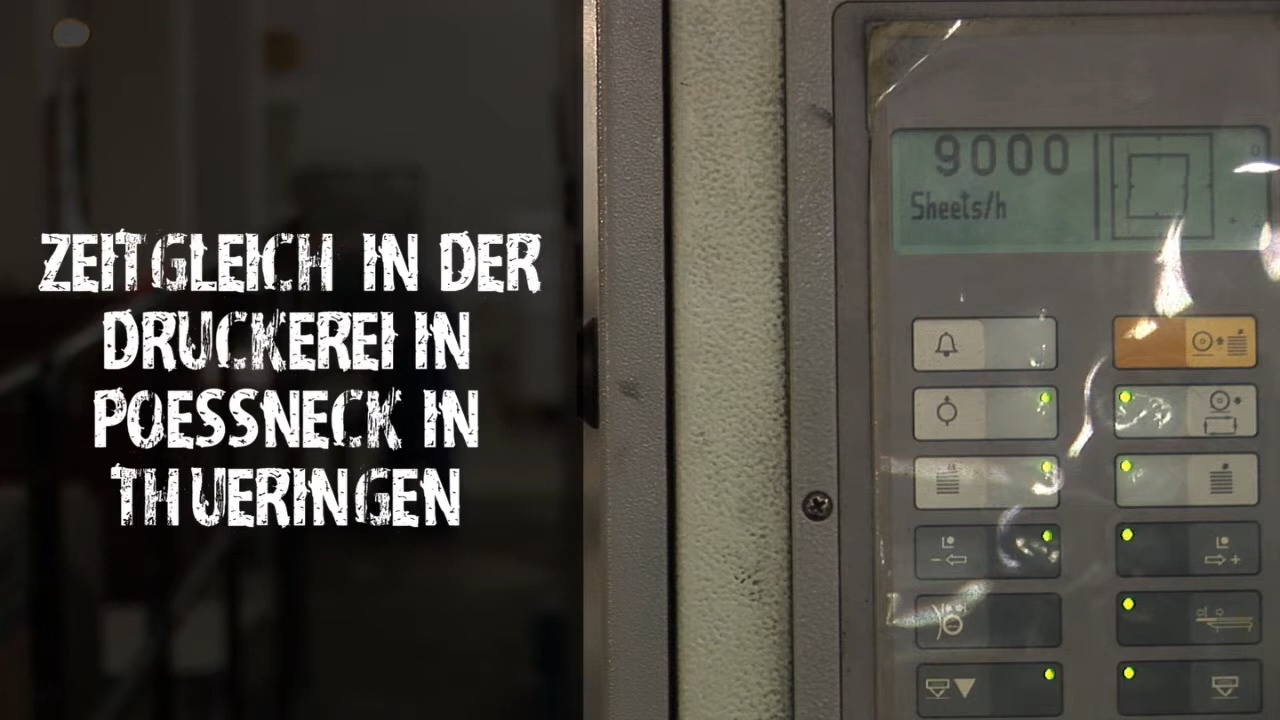 ZEITGLEICH IN DER
DRUCKEREI IN
POESSNECK IN
THUERINGEN
9000
Sheets/h